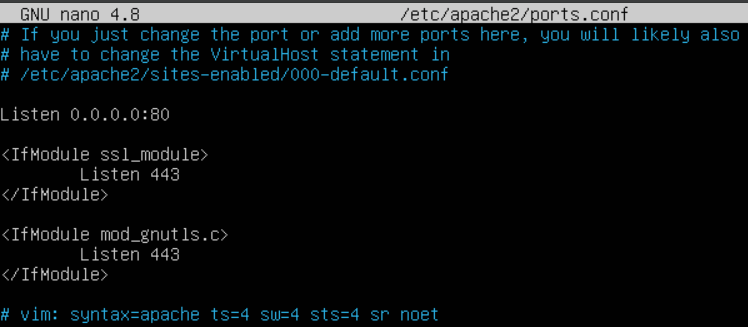 GNU nano 4.8 /etc/apache2/ports.conf
# If you just change the port or add more ports here, you will likely also
# have to change the VirtualHost statement in
# /etc/apache2/sites-enabled/000-default.conf
Listen 0.0.0.0:80
<IfModule ssl_module>
Listen 443
</IfModule>
<IfModule mod_gnutls.c>
Listen 443
</IfModule>
# vim: syntax=apache ts=4 sw=4 sts=4 sr noet